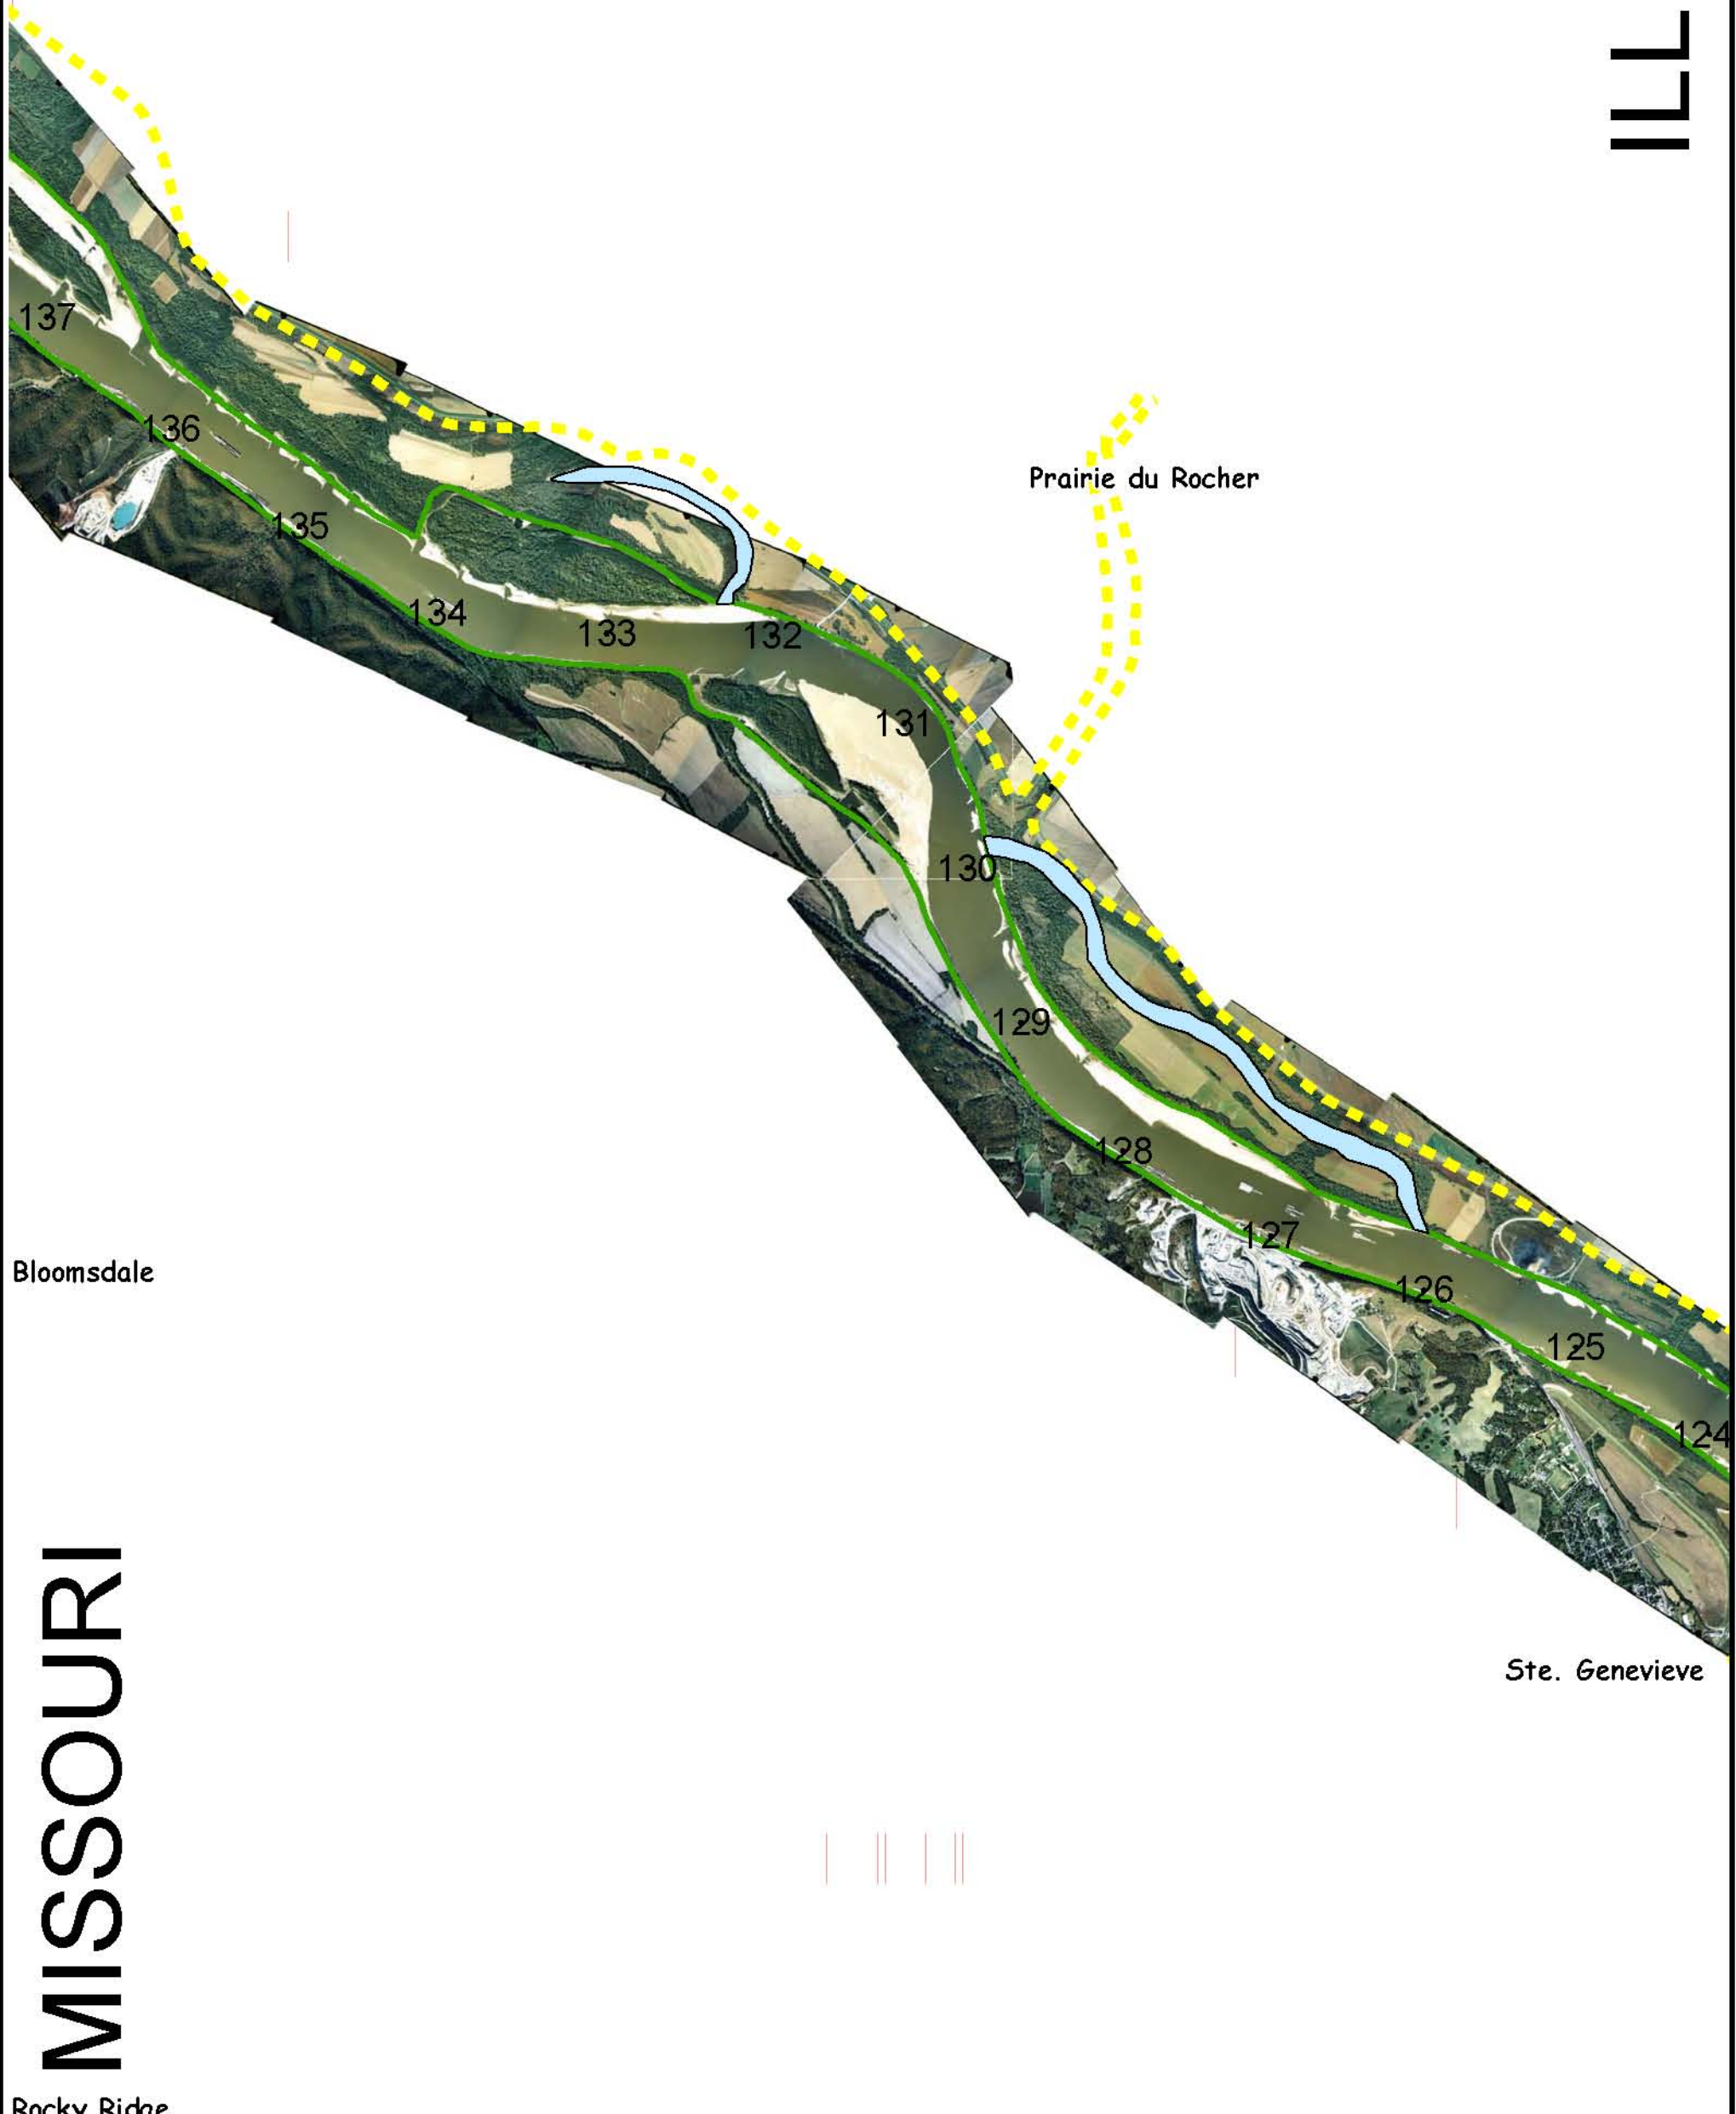 ILL
137
136
Prairie du Rocher
135
134
133
132
131
130
129
128
127
Bloomsdale
126
125
124
MISSOURI
Ste. Genevieve
Rocky Ridge